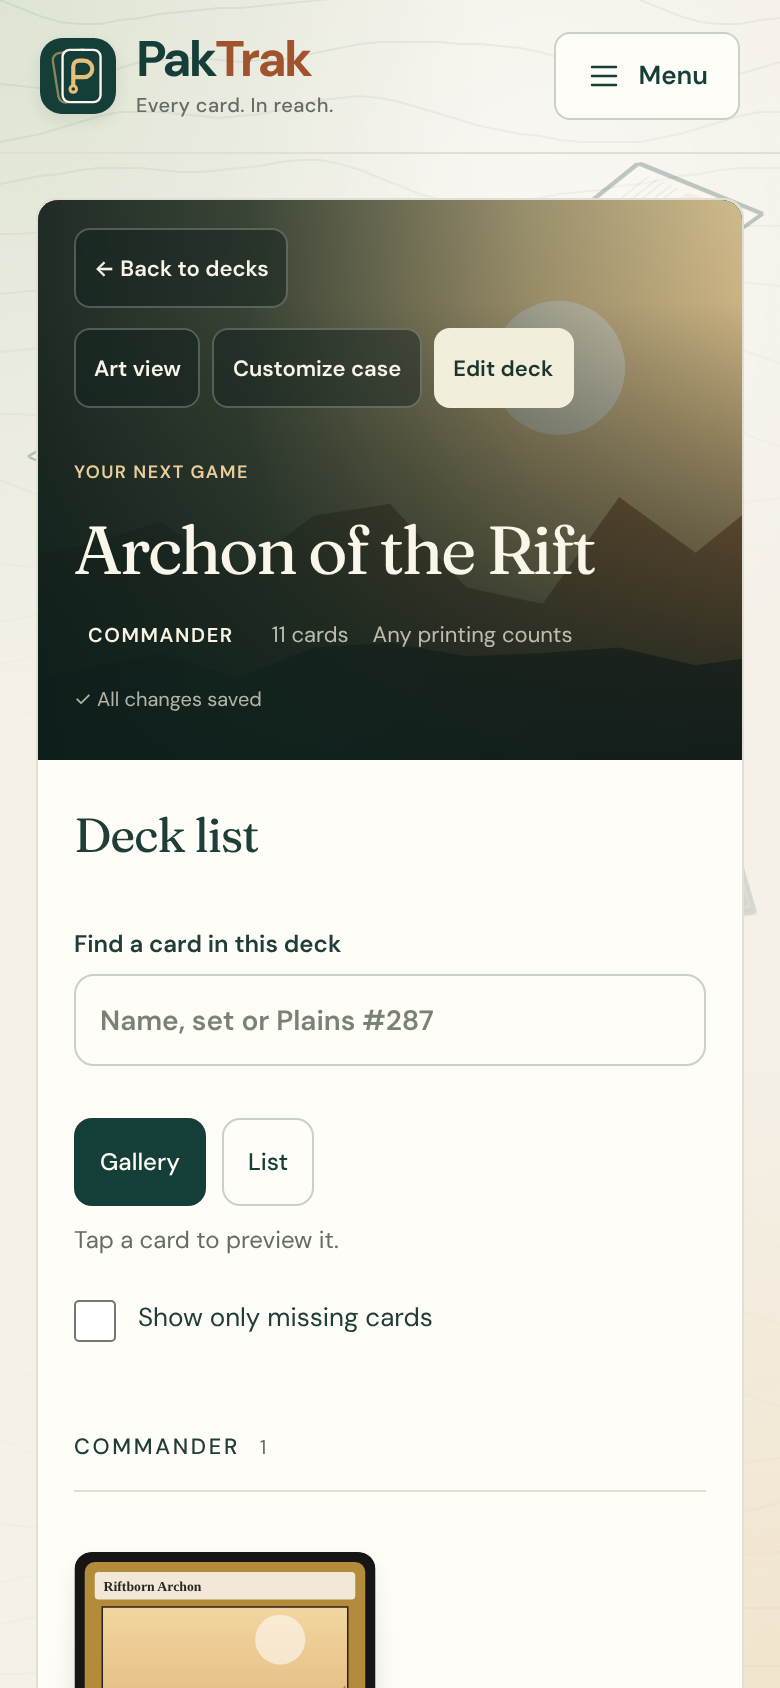 PakTrak
Every card. In reach.
Menu
← Back to decks
Art view
Customize case
Edit deck
YOUR NEXT GAME
Archon of the Rift
COMMANDER 11 cards Any printing counts
✓ All changes saved
Deck list
Find a card in this deck
Name, set or Plains #287
Gallery
List
Tap a card to preview it.
Show only missing cards
COMMANDER 1
Riftborn Archon